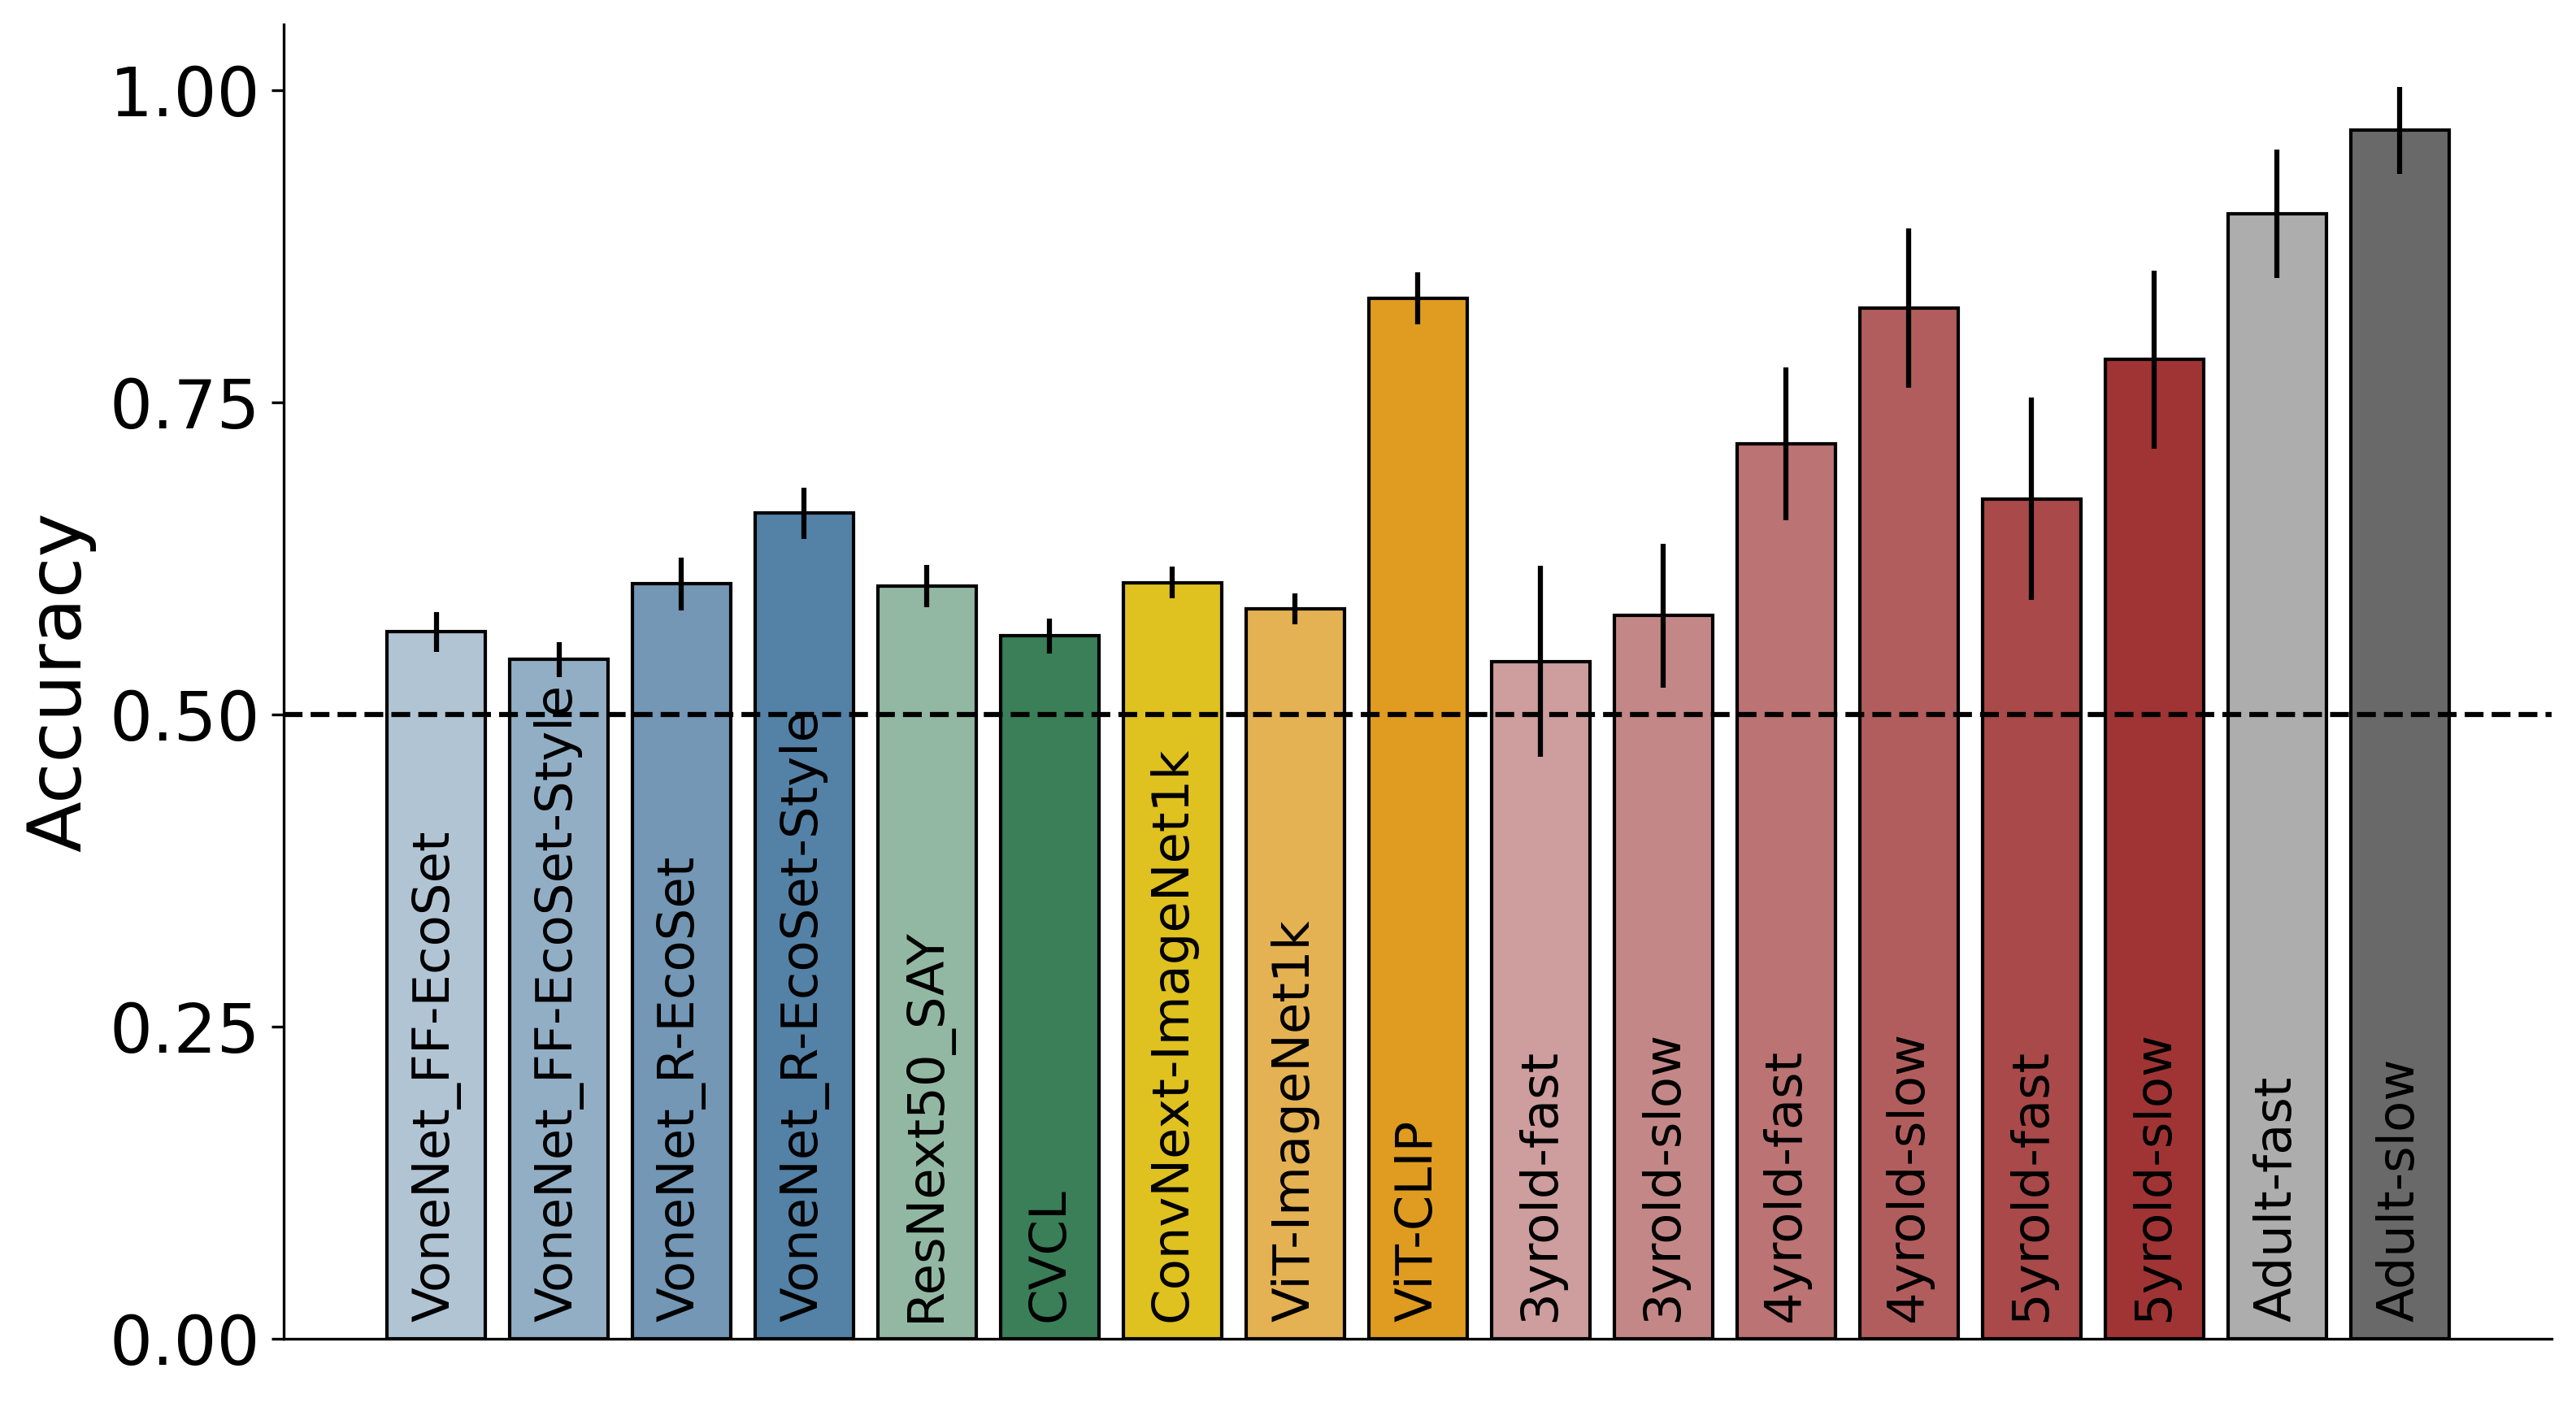 Accuracy
1.00
0.75
0.50
0.25
0.00
VoneNet_FF-EcoSet
VoneNet_FF-EcoSet-Style
VoneNet_R-EcoSet
VoneNet_R-EcoSet-Style
ResNext50_SAY
CVCL
ConvNext-ImageNet1k
ViT-ImageNet1k
ViT-CLIP
3yrold-fast
3yrold-slow
4yrold-fast
4yrold-slow
5yrold-fast
5yrold-slow
Adult-fast
Adult-slow